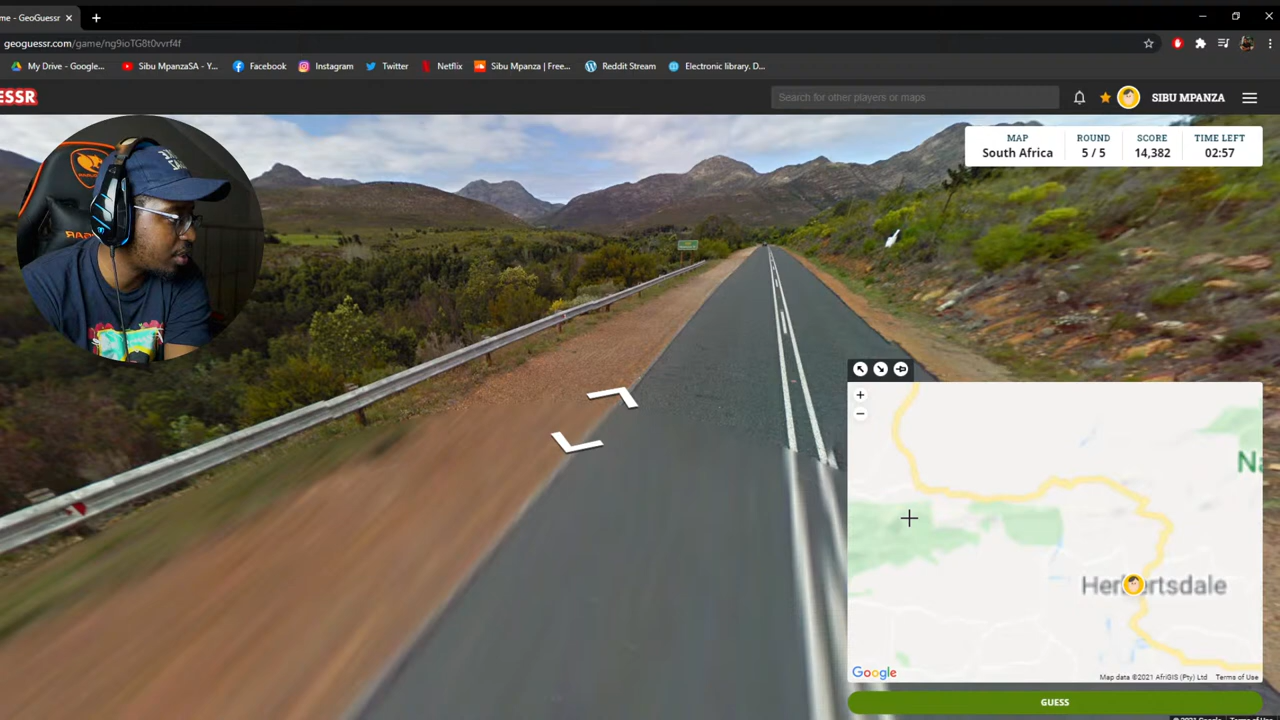 me - GeoGuessr
geoguessr.com/game/ng9ioTG8t0vvrf4f
My Drive - Google...
Sibu MpanzaSA - Y...
Facebook
Instagram
Twitter
Netflix
Sibu Mpanza | Free...
Reddit Stream
Electronic library. D...
ESSR
Search for other players or maps
SIBU MPANZA
MAP
South Africa
ROUND
5 / 5
SCORE
14,382
TIME LEFT
02:57
Na
Herbertsdale
Google
Map data ©2021 AfriGIS (Pty) Ltd
Terms of Use
GUESS